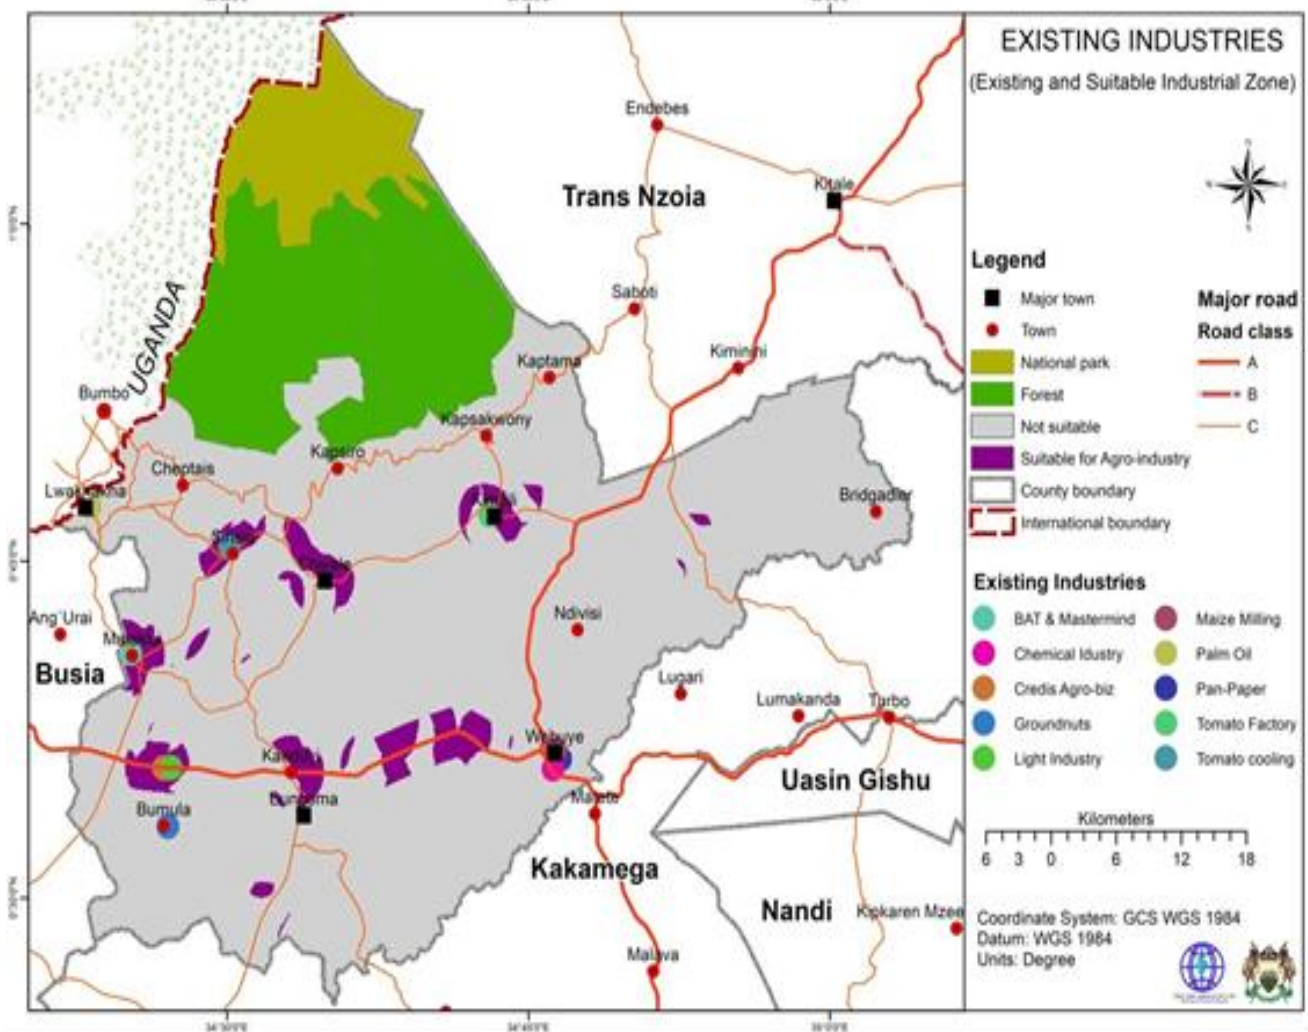 EXISTING INDUSTRIES
(Existing and Suitable Industrial Zone)
Endebes
Kitale
Trans Nzoia
Saboti
Kiminini
UGANDA
Bumbo
Kaptama
Kapsakwony
Kapsiro
Cheptais
Bridgadier
Ndivisi
Ang'Urai
Busia
Lugari
Lumakanda
Turbo
Webuye
Uasin Gishu
Bumula
Kakamega
Nandi
Kipkaren Mzee
Malava
Legend
Major town
Town
National park
Forest
Not suitable
Suitable for Agro-industry
County boundary
International boundary
Major road
Road class
A
B
C
Existing Industries
BAT & Mastermind
Chemical Idustry
Credis Agro-biz
Groundnuts
Light Industry
Maize Milling
Palm Oil
Pan-Paper
Tomato Factory
Tomato cooling
Kilometers
6 3 0 6 12 18
Coordinate System: GCS WGS 1984
Datum: WGS 1984
Units: Degree